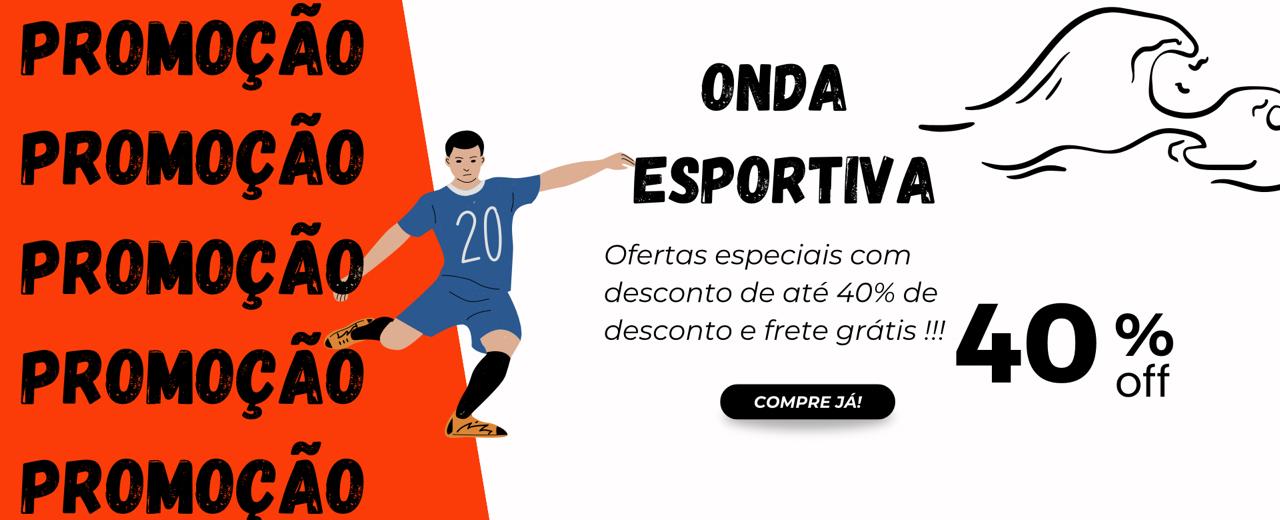 PROMOÇÃO
PROMOÇÃO
PROMOÇÃO
PROMOÇÃO
PROMOÇÃO
20
ONDA
ESPORTIVA
Ofertas especiais com
desconto de até 40% de
desconto e frete grátis !!!
40 %
off
COMPRE JÁ!